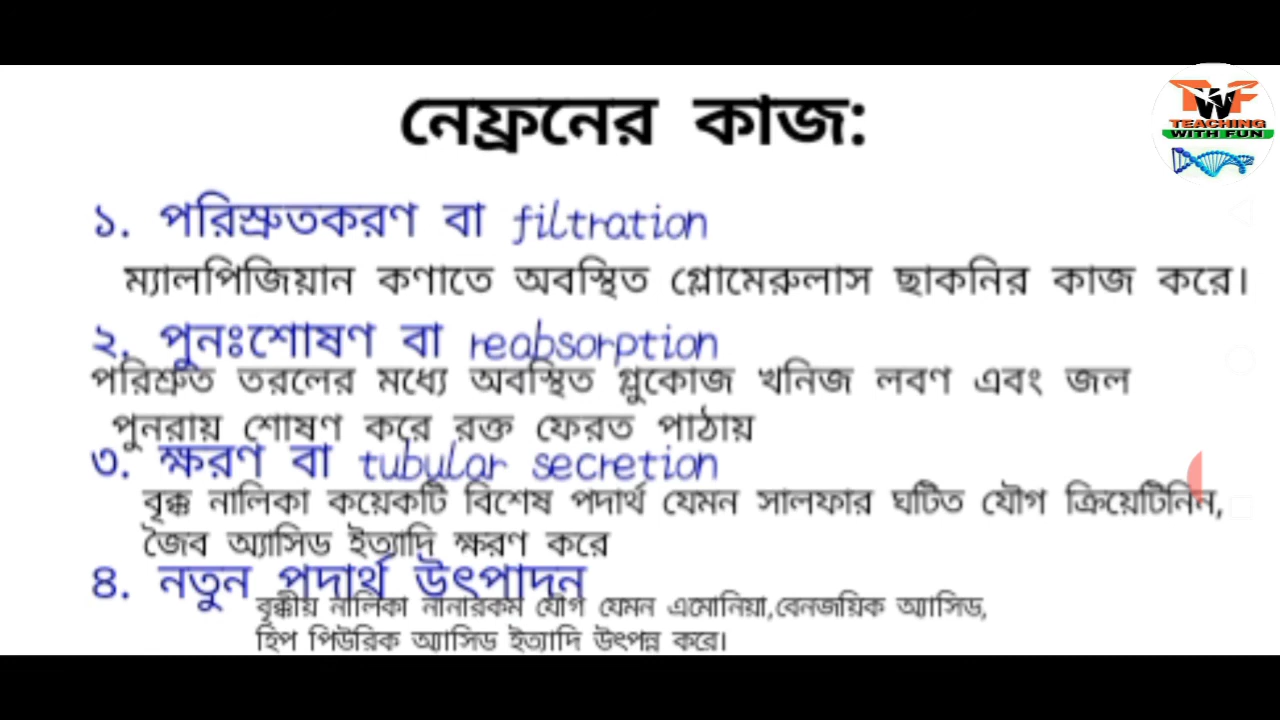 নেফ্রনের কাজ:
TWF
TEACHING
WITH FUN
১. পরিস্রুতকরণ বা filtration
ম্যালপিজিয়ান কণাতে অবস্থিত গ্লোমেরুলাস ছাকনির কাজ করে।
২. পুনঃশোষণ বা reabsorption
পরিশ্রুত তরলের মধ্যে অবস্থিত গ্লুকোজ খনিজ লবণ এবং জল
পুনরায় শোষণ করে রক্ত ফেরত পাঠায়
৩. ক্ষরণ বা tubular secretion
বৃক্ক নালিকা কয়েকটি বিশেষ পদার্থ যেমন সালফার ঘটিত যৌগ ক্রিয়েটিনিন,
জৈব অ্যাসিড ইত্যাদি ক্ষরণ করে
৪. নতুন পদার্থ উৎপাদন
বৃক্কীয় নালিকা নানারকম যৌগ যেমন এমোনিয়া,বেনজয়িক অ্যাসিড,
হিপ পিউরিক অ্যাসিড ইত্যাদি উৎপন্ন করে।